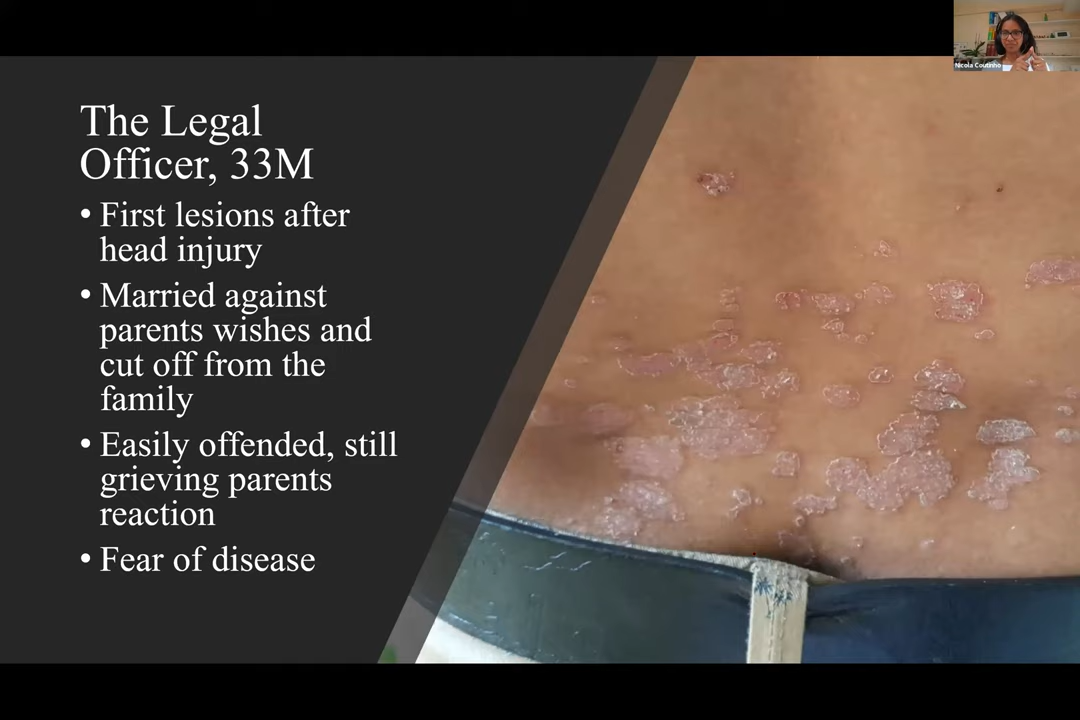 The Legal
Officer, 33M
• First lesions after
head injury
• Married against
parents wishes and
cut off from the
family
• Easily offended, still
grieving parents
reaction
• Fear of disease
Nicola Coutinho